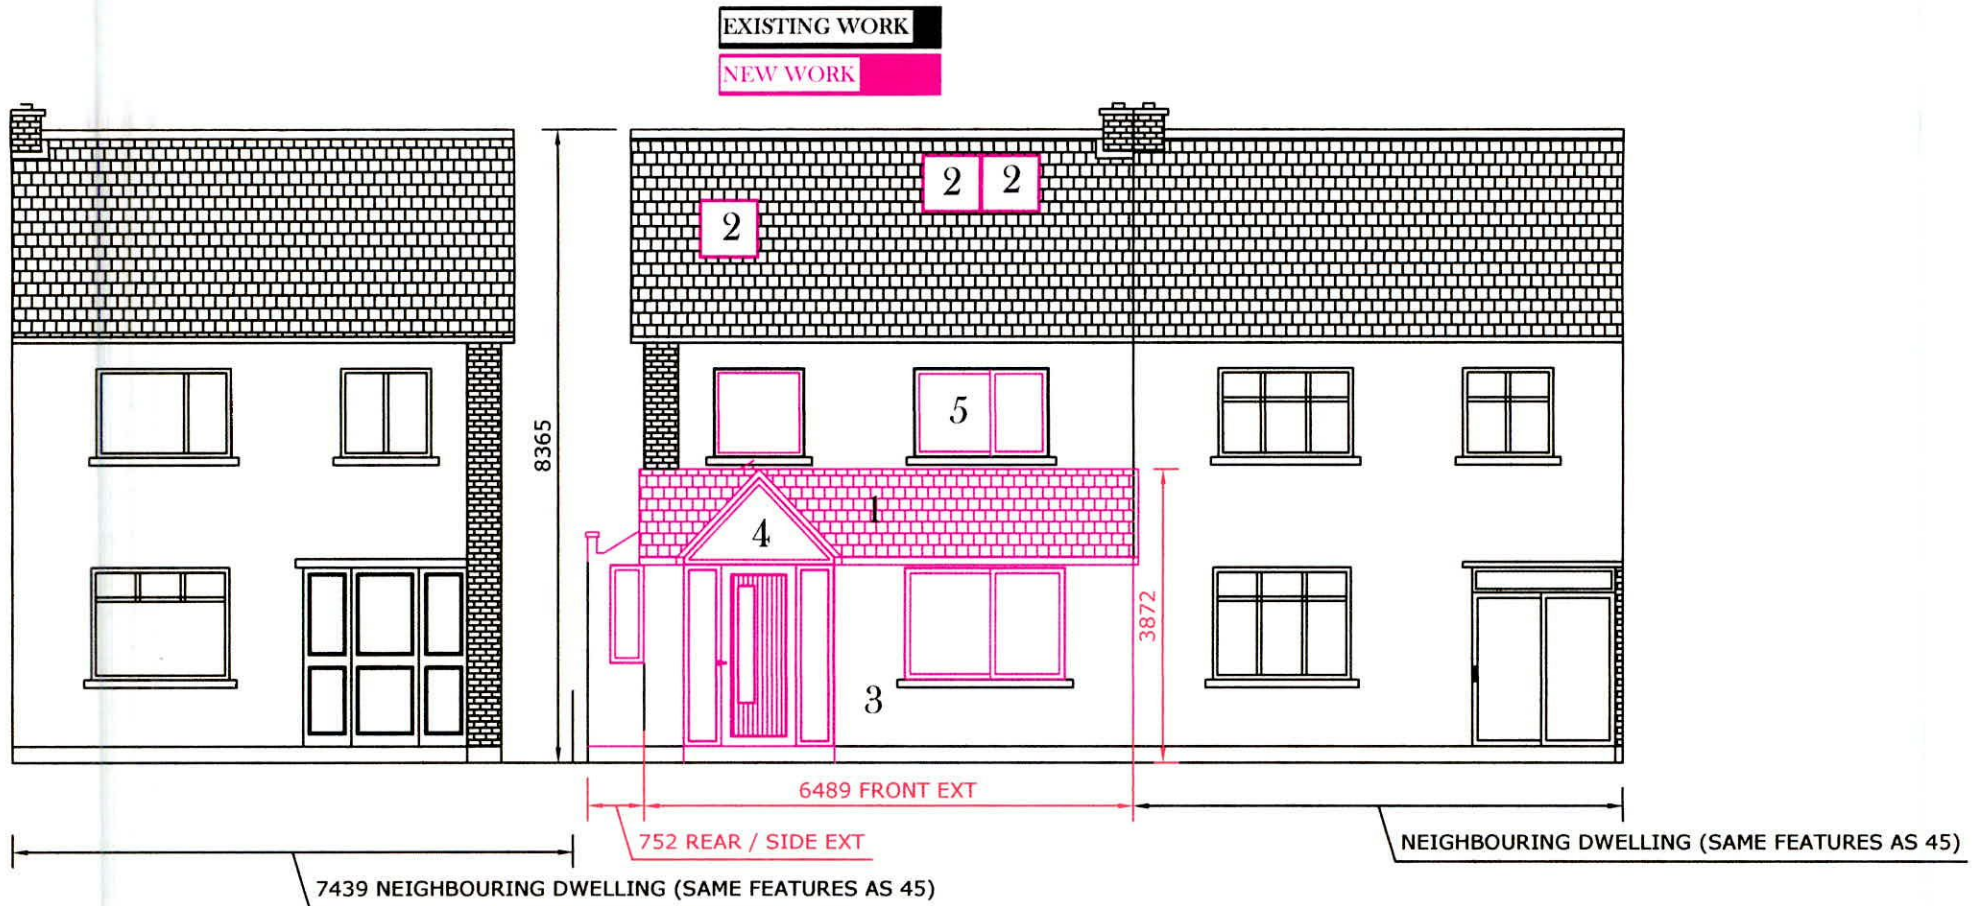 EXISTING WORK
NEW WORK
2 2
2
8365
5
1
4
3872
3
6489 FRONT EXT
752 REAR / SIDE EXT
NEIGHBOURING DWELLING (SAME FEATURES AS 45)
7439 NEIGHBOURING DWELLING (SAME FEATURES AS 45)